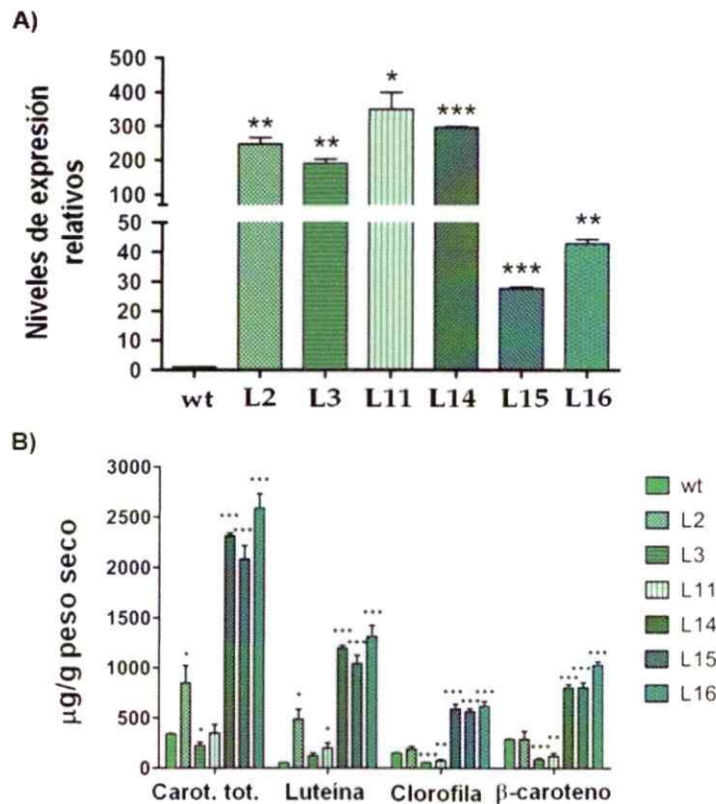 A)
Niveles de expresión
relativos
500
400
300
200
100
50
40
30
20
10
0
**
**
*
***
***
**
wt L2 L3 L11 L14 L15 L16
B)
µg/g peso seco
3000
2500
2000
1500
1000
500
0
* * *** *** ***
* * *** *** ***
*** ** *** *** ***
*** ** *** *** ***
Carot. tot. Luteína Clorofila β-caroteno
wt
L2
L3
L11
L14
L15
L16